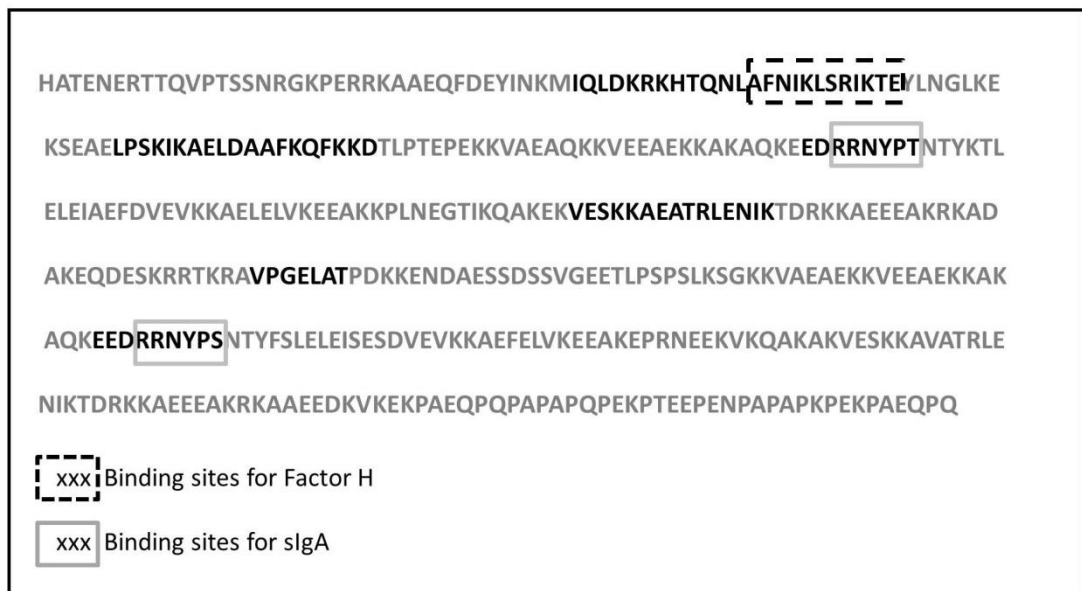 HATENERTTQVPTSSNRGKPERRKAAEQFDEYINKMIQLDKRKHTQNLAFNIKLSRIKTEYLNGLKE
KSEAELPSKIKAELDAAFKQFKKDTLPTEPEKKVAEAQKKVEEAEKKAKAQKEEDRRNYPTNTYKTL
ELEIAEFDVEVKKAELELVKEEAKKPLNEGTIKQAKEKVESKKAEATRLENIKTDRKKAEEEAKRKAD
AKEQDESKRRTKRAVPGELATPDKKENDAESSDSSVGEETLPSPSLKSGKKVAEAEKKVEEAEKKAK
AQKEEDRRNYPSNTYFSLELEISESDVEVKKAEFELVKEEAKEPRNEEKVKQAKAKVESKKAVATRLE
NIKTDRKKAEEEAKRKAAEEDKVKEKPAEQPQPAPAPQPEKPTEEPENPAPAPKPEKPAEQPQ
xxx Binding sites for Factor H
xxx Binding sites for sIgA